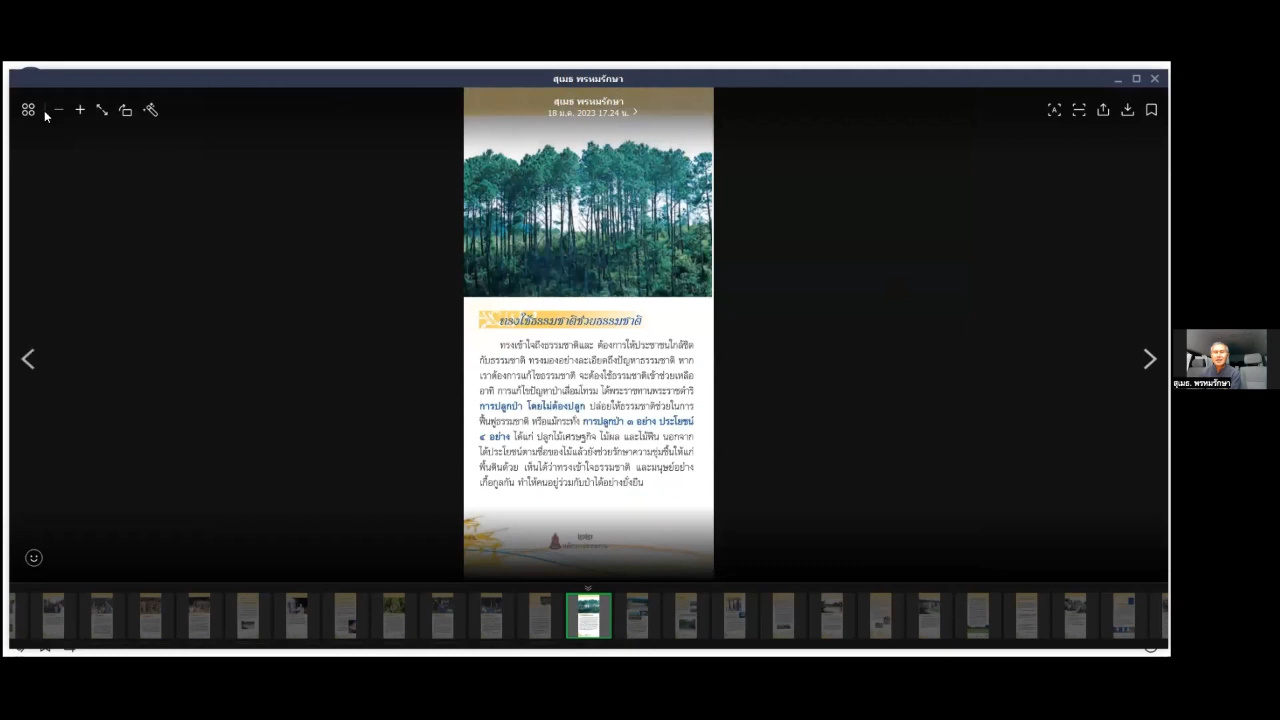 สุเมธ พรหมรักษา
สุเมธ พรหมรักษา
18 ม.ค. 2023 17.24 น.
ทรงใช้ธรรมชาติช่วยธรรมชาติ
ทรงเข้าใจถึงธรรมชาติและ ต้องการให้ประชาชนใกล้ชิด
กับธรรมชาติ ทรงมองอย่างละเอียดถึงปัญหาธรรมชาติ หาก
เราต้องการแก้ไขธรรมชาติ จะต้องใช้ธรรมชาติเข้าช่วยเหลือ
อาทิ การแก้ไขปัญหาป่าเสื่อมโทรม ได้พระราชทานพระราชดำริ
การปลูกป่า โดยไม่ต้องปลูก ปล่อยให้ธรรมชาติช่วยในการ
ฟื้นฟูธรรมชาติ หรือแม้กระทั่ง การปลูกป่า ๓ อย่าง ประโยชน์
๔ อย่าง ได้แก่ ปลูกไม้เศรษฐกิจ ไม้ผล และไม้ฟืน นอกจาก
ได้ประโยชน์ตามชื่อของไม้แล้วยังช่วยรักษาความชุ่มชื้นให้แก่
พื้นดินด้วย เห็นได้ว่าทรงเข้าใจธรรมชาติ และมนุษย์อย่าง
เกื้อกูลกัน ทำให้คนอยู่ร่วมกับป่าได้อย่างยั่งยืน
สุเมธ. พรหมรักษา